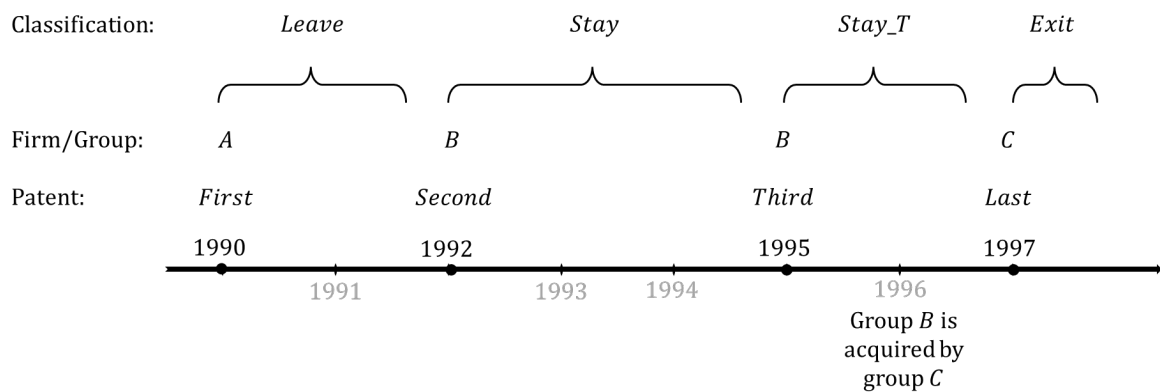 Classification: Leave Stay Stay_T Exit
Firm/Group: A B B C
Patent: First Second Third Last
1990 1992 1995 1997
1991 1993 1994 1996
Group B is
acquired by
group C